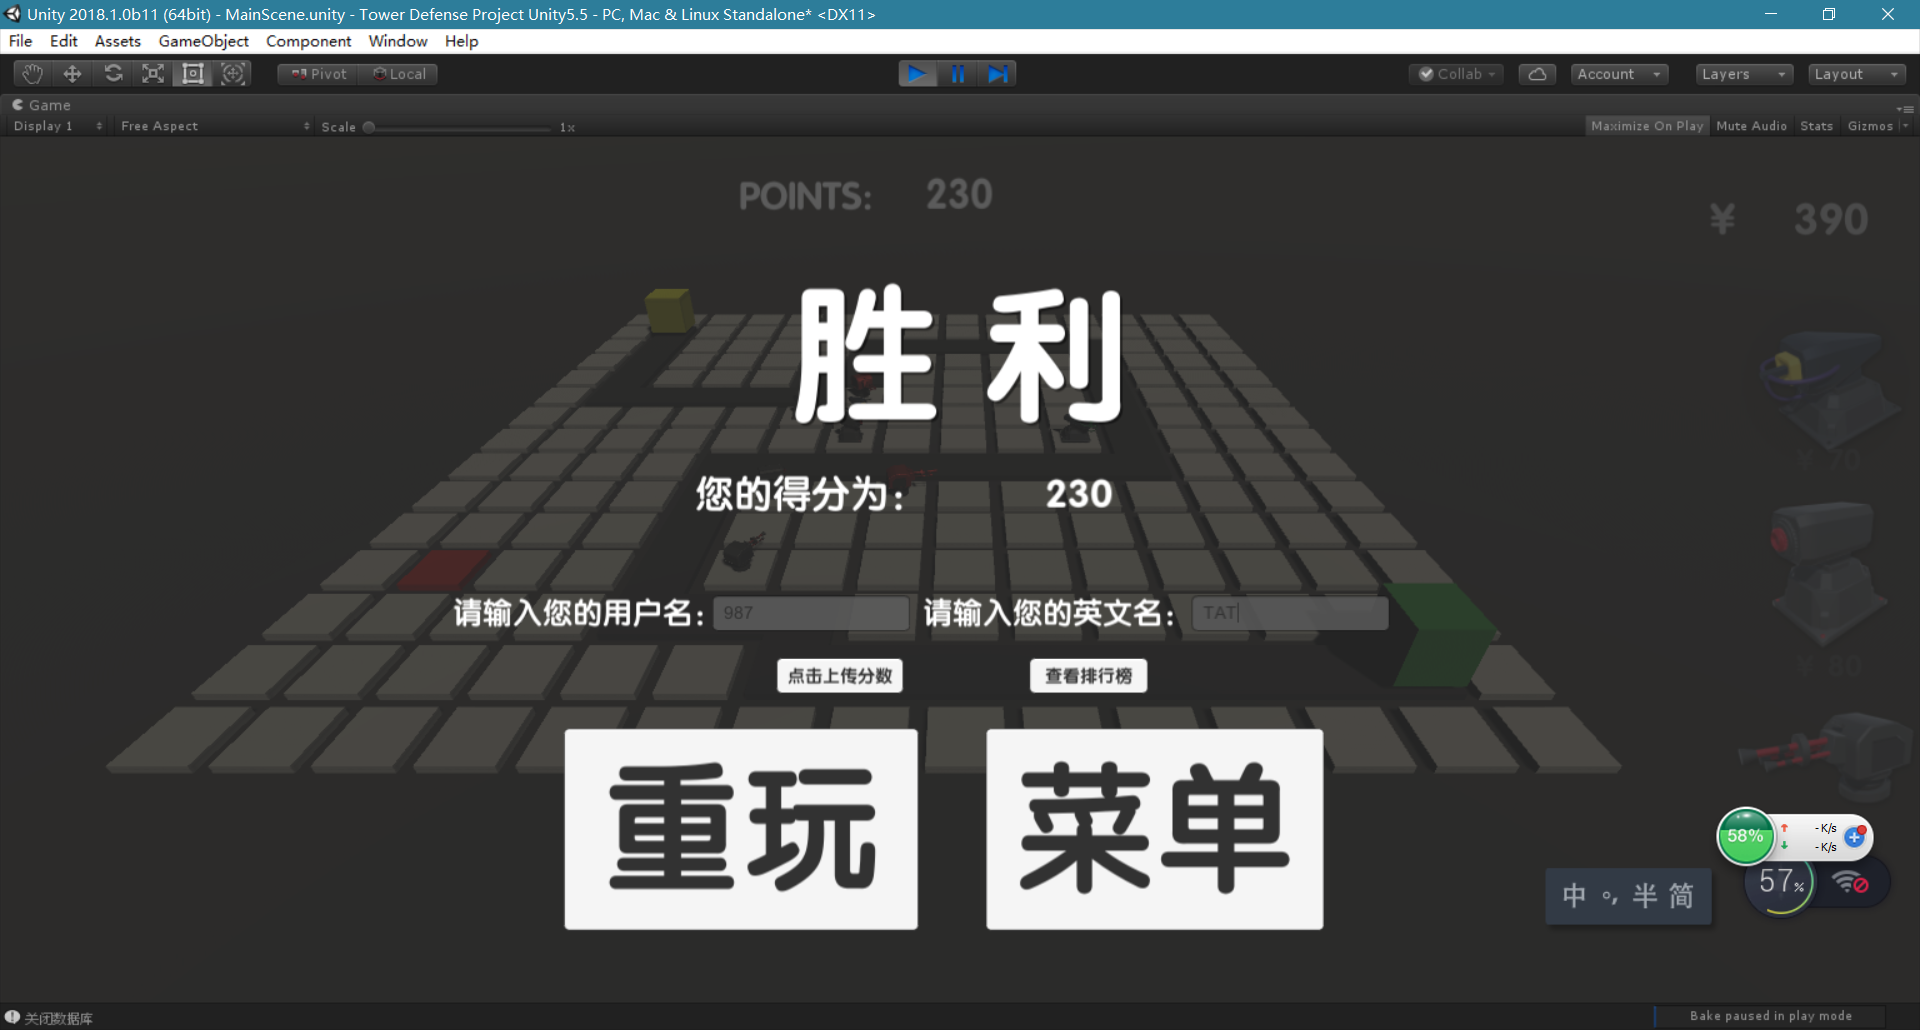 Unity 2018.1.0b11 (64bit) - MainScene.unity - Tower Defense Project Unity5.5 - PC, Mac & Linux Standalone* <DX11>
File Edit Assets GameObject Component Window Help
Pivot Local Collab Account Layers Layout
Game
Display 1 Free Aspect Scale 1x Maximize On Play Mute Audio Stats Gizmos
POINTS: 230
¥ 390
胜 利
¥ 70
您的得分为: 230
请输入您的用户名: 987 请输入您的英文名: TAT
¥ 80
点击上传分数 查看排行榜
重玩 菜单
58% - K/s
- K/s
57%
中 °, 半 简
关闭数据库 Bake paused in play mode